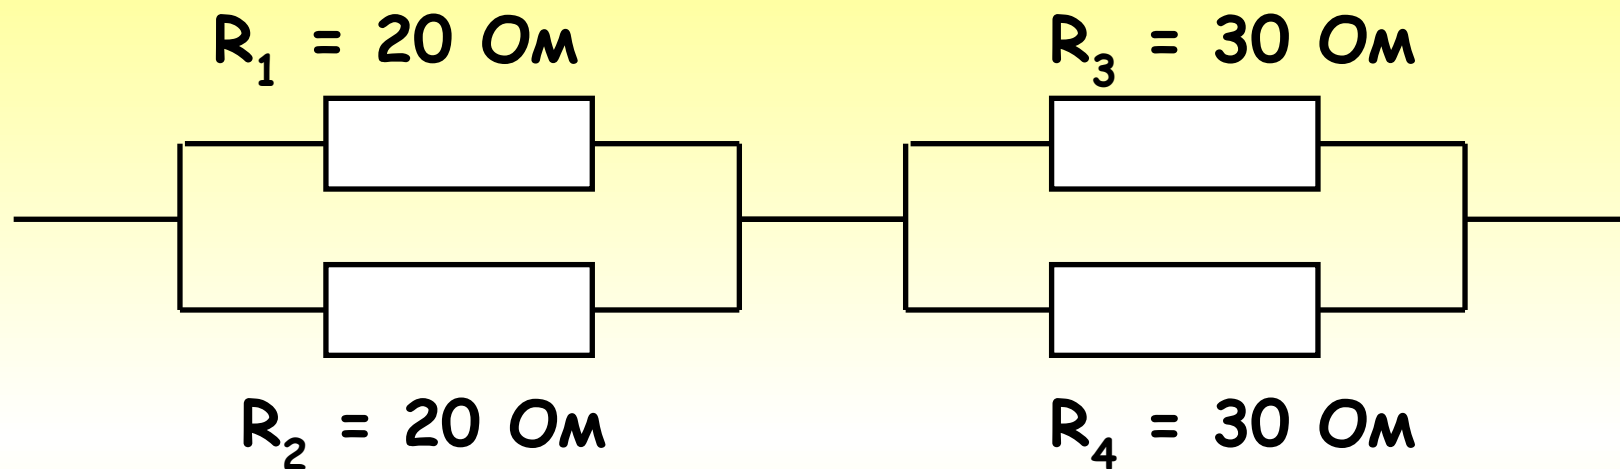 R₁ = 20 Ом
R₃ = 30 Ом
R₂ = 20 Ом
R₄ = 30 Ом